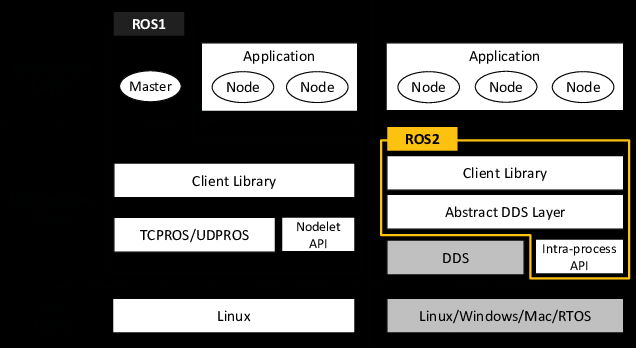 ROS1
Application
Master
Node
Node
Client Library
TCPROS/UDPROS
Nodelet
API
Linux
Application
Node
Node
Node
ROS2
Client Library
Abstract DDS Layer
DDS
Intra-process
API
Linux/Windows/Mac/RTOS